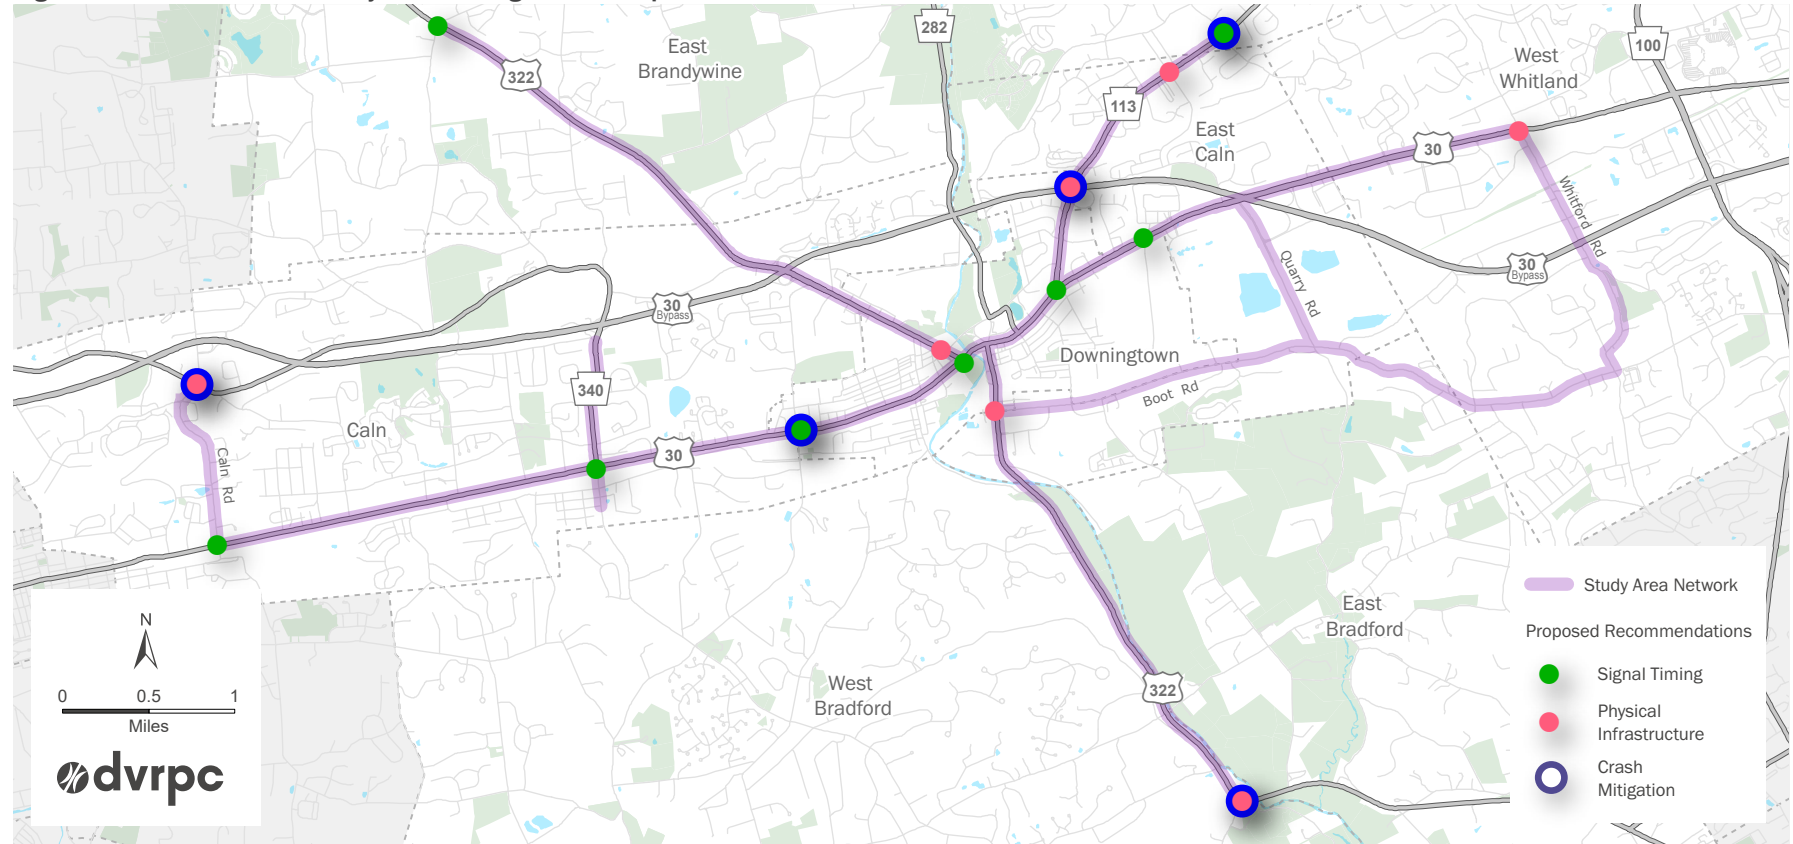 282
100
East
Brandywine
322
West
Whitland
113
East
Caln
30
Whitford Rd
Quarry Rd
30
Bypass
30
Bypass
Downingtown
Boot Rd
340
Caln
30
Caln Rd
Study Area Network
East
Bradford
Proposed Recommendations
N
Signal Timing
322
West
Bradford
0 0.5 1
Miles
Physical
Infrastructure
dvrpc
Crash
Mitigation